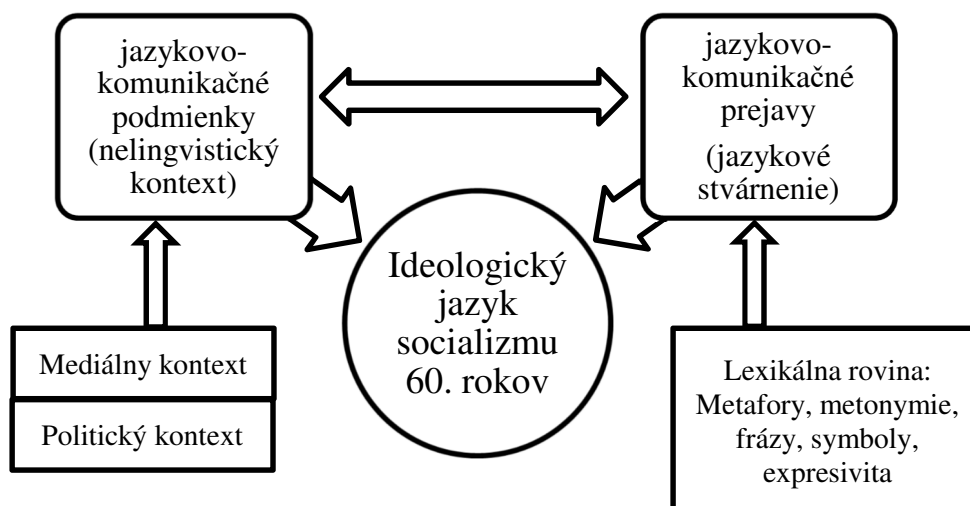 jazykovo-
komunikačné
podmienky
(nelingvistický
kontext)
jazykovo-
komunikačné
prejavy
(jazykové
stvárnenie)
Ideologický
jazyk
socializmu
60. rokov
Mediálny kontext
Politický kontext
Lexikálna rovina:
Metafory, metonymie,
frázy, symboly,
expresivita